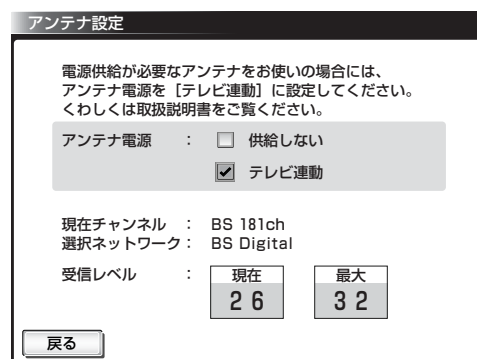 アンテナ設定
電源供給が必要なアンテナをお使いの場合には、
アンテナ電源を［テレビ連動］に設定してください。
くわしくは取扱説明書をご覧ください。
アンテナ電源 ： 供給しない
テレビ連動
現在チャンネル ： BS 181ch
選択ネットワーク： BS Digital
受信レベル ： 現在 最大
26 32
戻る